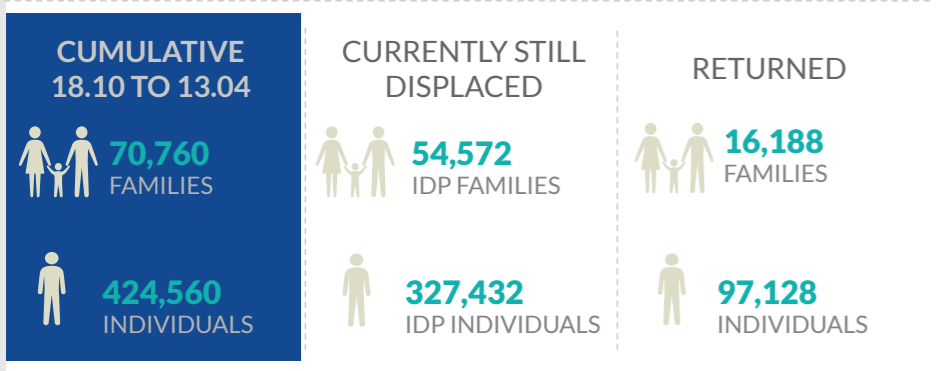 CUMULATIVE
18.10 TO 13.04
70,760
FAMILIES
424,560
INDIVIDUALS
CURRENTLY STILL
DISPLACED
54,572
IDP FAMILIES
327,432
IDP INDIVIDUALS
RETURNED
16,188
FAMILIES
97,128
INDIVIDUALS